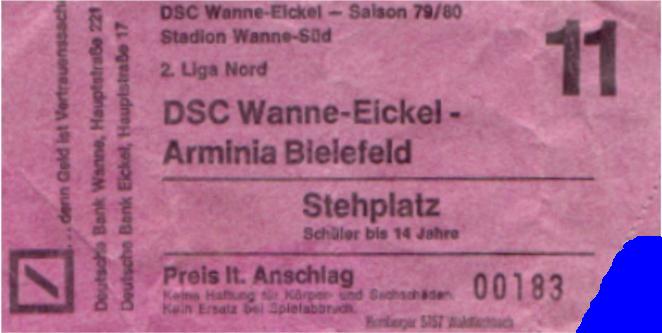 DSC Wanne-Eickel – Saison 79/80
Stadion Wanne-Süd
2. Liga Nord
11
DSC Wanne-Eickel -
Arminia Bielefeld
Stehplatz
Schüler bis 14 Jahre
Preis lt. Anschlag
00183
Keine Haftung für Körper- und Sachschäden.
Kein Ersatz bei Spielabbruch.
...denn Geld ist Vertrauenssach
Deutsche Bank Wanne, Hauptstraße 221
Deutsche Bank Eickel, Hauptstraße 17